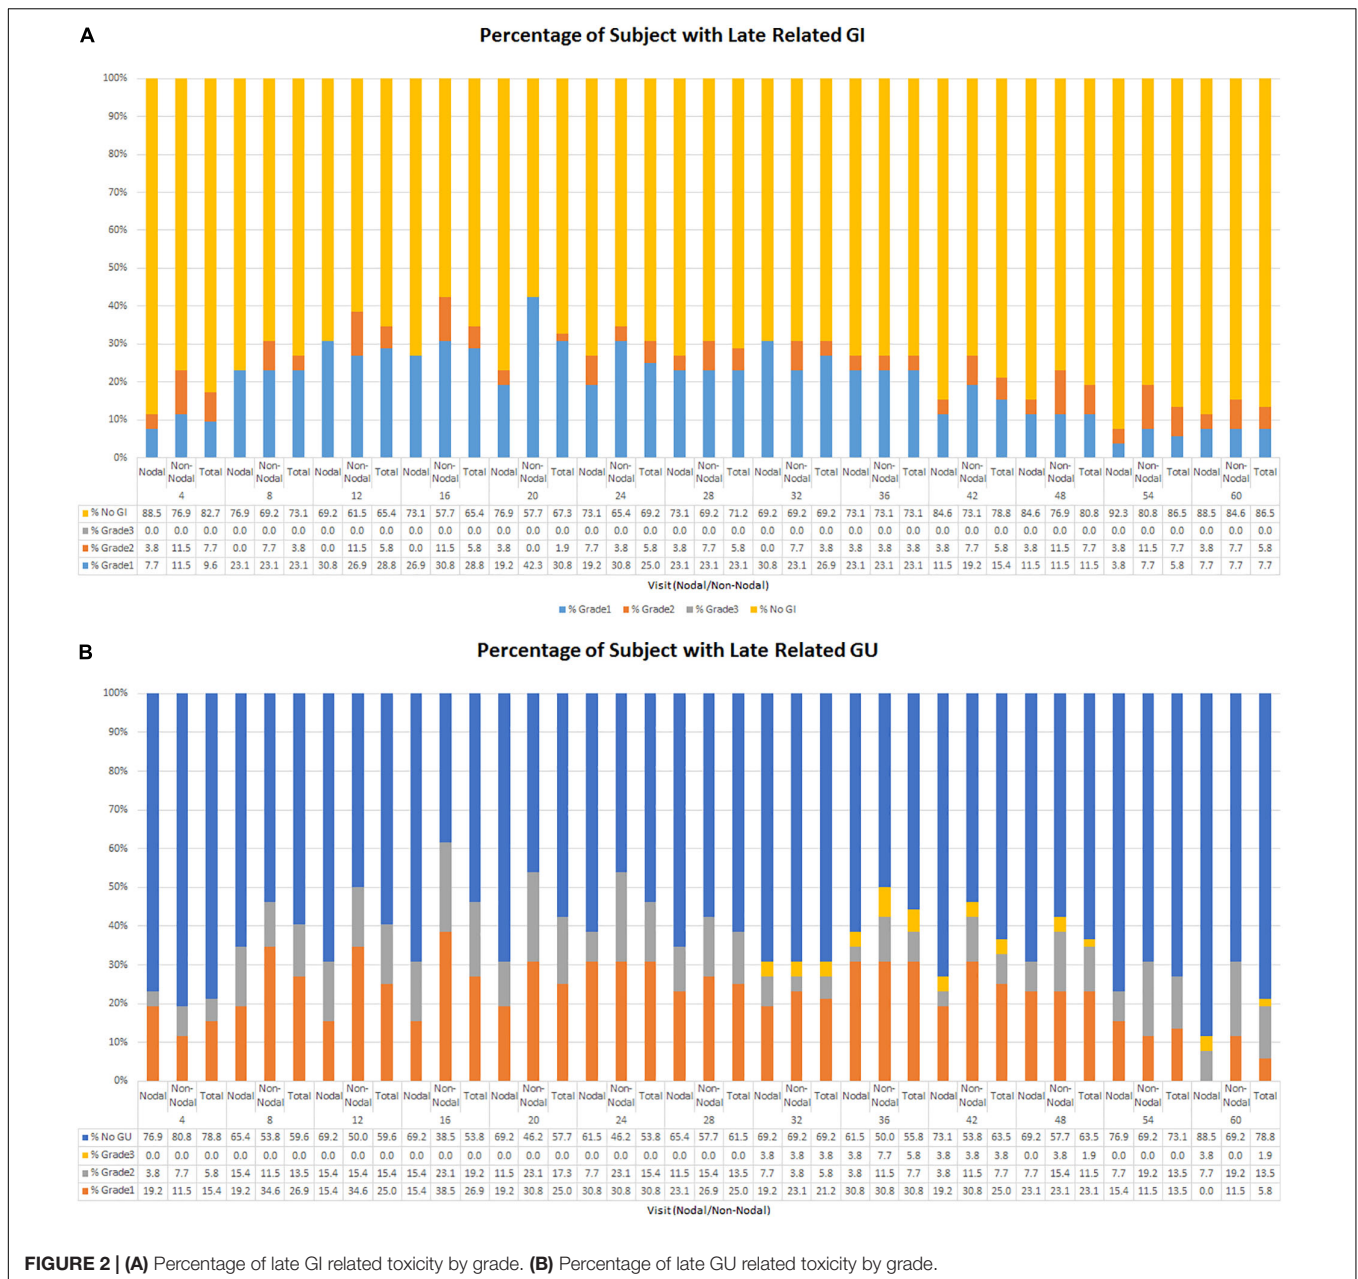 A
Percentage of Subject with Late Related GI
100%
90%
80%
70%
60%
50%
40%
30%
20%
10%
0%
Nodal Non-Nodal Total Nodal Non-Nodal Total Nodal Non-Nodal Total Nodal Non-Nodal Total Nodal Non-Nodal Total Nodal Non-Nodal Total Nodal Non-Nodal Total Nodal Non-Nodal Total Nodal Non-Nodal Total Nodal Non-Nodal Total Nodal Non-Nodal Total Nodal Non-Nodal Total Nodal Non-Nodal Total
4 8 12 16 20 24 28 32 36 42 48 54 60
% No GI 88.5 76.9 82.7 76.9 69.2 73.1 69.2 61.5 65.4 73.1 57.7 65.4 76.9 57.7 67.3 73.1 65.4 69.2 73.1 69.2 71.2 69.2 69.2 69.2 73.1 73.1 73.1 84.6 73.1 78.8 84.6 76.9 80.8 92.3 80.8 86.5 88.5 84.6 86.5
% Grade3 0.0 0.0 0.0 0.0 0.0 0.0 0.0 0.0 0.0 0.0 0.0 0.0 0.0 0.0 0.0 0.0 0.0 0.0 0.0 0.0 0.0 0.0 0.0 0.0 0.0 0.0 0.0 0.0 0.0 0.0 0.0 0.0 0.0 0.0 0.0 0.0 0.0 0.0 0.0
% Grade2 3.8 11.5 7.7 0.0 7.7 3.8 0.0 11.5 5.8 0.0 11.5 5.8 3.8 0.0 1.9 7.7 3.8 5.8 3.8 7.7 5.8 0.0 7.7 3.8 3.8 3.8 3.8 3.8 7.7 5.8 3.8 11.5 7.7 3.8 11.5 7.7 3.8 7.7 5.8
% Grade1 7.7 11.5 9.6 23.1 23.1 23.1 30.8 26.9 28.8 26.9 30.8 28.8 19.2 42.3 30.8 19.2 30.8 25.0 23.1 23.1 23.1 30.8 23.1 26.9 23.1 23.1 23.1 11.5 19.2 15.4 11.5 11.5 11.5 3.8 7.7 5.8 7.7 7.7 7.7
Visit (Nodal/Non-Nodal)
% Grade1 % Grade2 % Grade3 % No GI
B
Percentage of Subject with Late Related GU
100%
90%
80%
70%
60%
50%
40%
30%
20%
10%
0%
Nodal Non-Nodal Total Nodal Non-Nodal Total Nodal Non-Nodal Total Nodal Non-Nodal Total Nodal Non-Nodal Total Nodal Non-Nodal Total Nodal Non-Nodal Total Nodal Non-Nodal Total Nodal Non-Nodal Total Nodal Non-Nodal Total Nodal Non-Nodal Total Nodal Non-Nodal Total Nodal Non-Nodal Total
4 8 12 16 20 24 28 32 36 42 48 54 60
% No GU 76.9 80.8 78.8 65.4 53.8 59.6 69.2 50.0 59.6 69.2 38.5 53.8 69.2 46.2 57.7 61.5 46.2 53.8 65.4 57.7 61.5 69.2 69.2 69.2 61.5 50.0 55.8 73.1 53.8 63.5 69.2 57.7 63.5 76.9 69.2 73.1 88.5 69.2 78.8
% Grade3 0.0 0.0 0.0 0.0 0.0 0.0 0.0 0.0 0.0 0.0 0.0 0.0 0.0 0.0 0.0 0.0 0.0 0.0 0.0 0.0 0.0 3.8 3.8 3.8 3.8 7.7 5.8 3.8 3.8 3.8 0.0 3.8 1.9 0.0 0.0 0.0 3.8 0.0 1.9
% Grade2 3.8 7.7 5.8 15.4 11.5 13.5 15.4 15.4 15.4 15.4 23.1 19.2 11.5 23.1 17.3 7.7 23.1 15.4 11.5 15.4 13.5 7.7 3.8 5.8 3.8 11.5 7.7 3.8 11.5 7.7 7.7 15.4 11.5 7.7 19.2 13.5 7.7 19.2 13.5
% Grade1 19.2 11.5 15.4 19.2 34.6 26.9 15.4 34.6 25.0 15.4 38.5 26.9 19.2 30.8 25.0 30.8 30.8 30.8 23.1 26.9 25.0 19.2 23.1 21.2 30.8 30.8 30.8 19.2 30.8 25.0 23.1 23.1 23.1 15.4 11.5 13.5 0.0 11.5 5.8
Visit (Nodal/Non-Nodal)
FIGURE 2 | (A) Percentage of late GI related toxicity by grade. (B) Percentage of late GU related toxicity by grade.